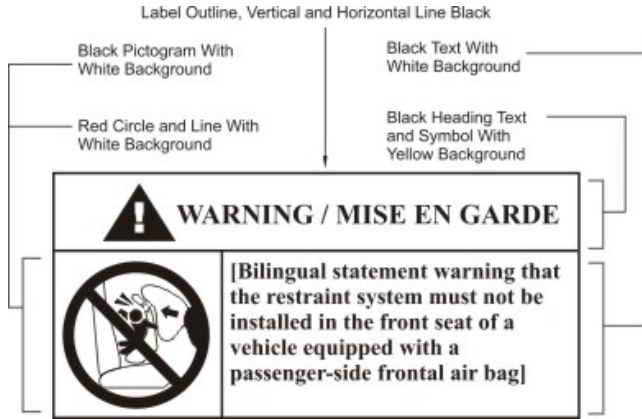 Label Outline, Vertical and Horizontal Line Black
Black Pictogram With
White Background
Black Text With
White Background
Red Circle and Line With
White Background
Black Heading Text
and Symbol With
Yellow Background
! WARNING / MISE EN GARDE
[Bilingual statement warning that
the restraint system must not be
installed in the front seat of a
vehicle equipped with a
passenger-side frontal air bag]